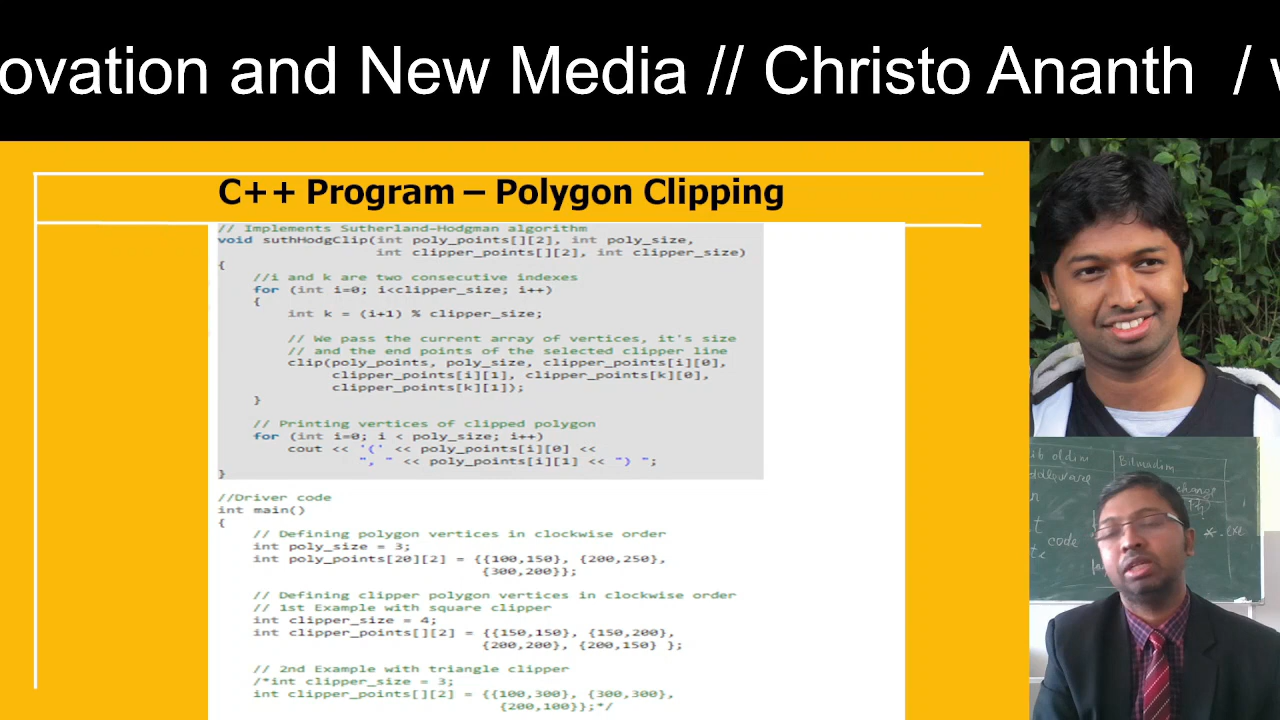 ovation and New Media // Christo Ananth /
C++ Program – Polygon Clipping
// Implements Sutherland–Hodgman algorithm
void suthHodgClip(int poly_points[][2], int poly_size,
int clipper_points[][2], int clipper_size)
{
//i and k are two consecutive indexes
for (int i=0; i<clipper_size; i++)
{
int k = (i+1) % clipper_size;
// We pass the current array of vertices, it's size
// and the end points of the selected clipper line
clip(poly_points, poly_size, clipper_points[i][0],
clipper_points[i][1], clipper_points[k][0],
clipper_points[k][1]);
}
// Printing vertices of clipped polygon
for (int i=0; i < poly_size; i++)
cout << '(' << poly_points[i][0] <<
", " << poly_points[i][1] << ") ";
}
//Driver code
int main()
{
// Defining polygon vertices in clockwise order
int poly_size = 3;
int poly_points[20][2] = {{100,150}, {200,250},
{300,200}};
// Defining clipper polygon vertices in clockwise order
// 1st Example with square clipper
int clipper_size = 4;
int clipper_points[][2] = {{150,150}, {150,200},
{200,200}, {200,150} };
// 2nd Example with triangle clipper
/*int clipper_size = 3;
int clipper_points[][2] = {{100,300}, {300,300},
{200,100}};*/
oldim
Bilmadim
change
code